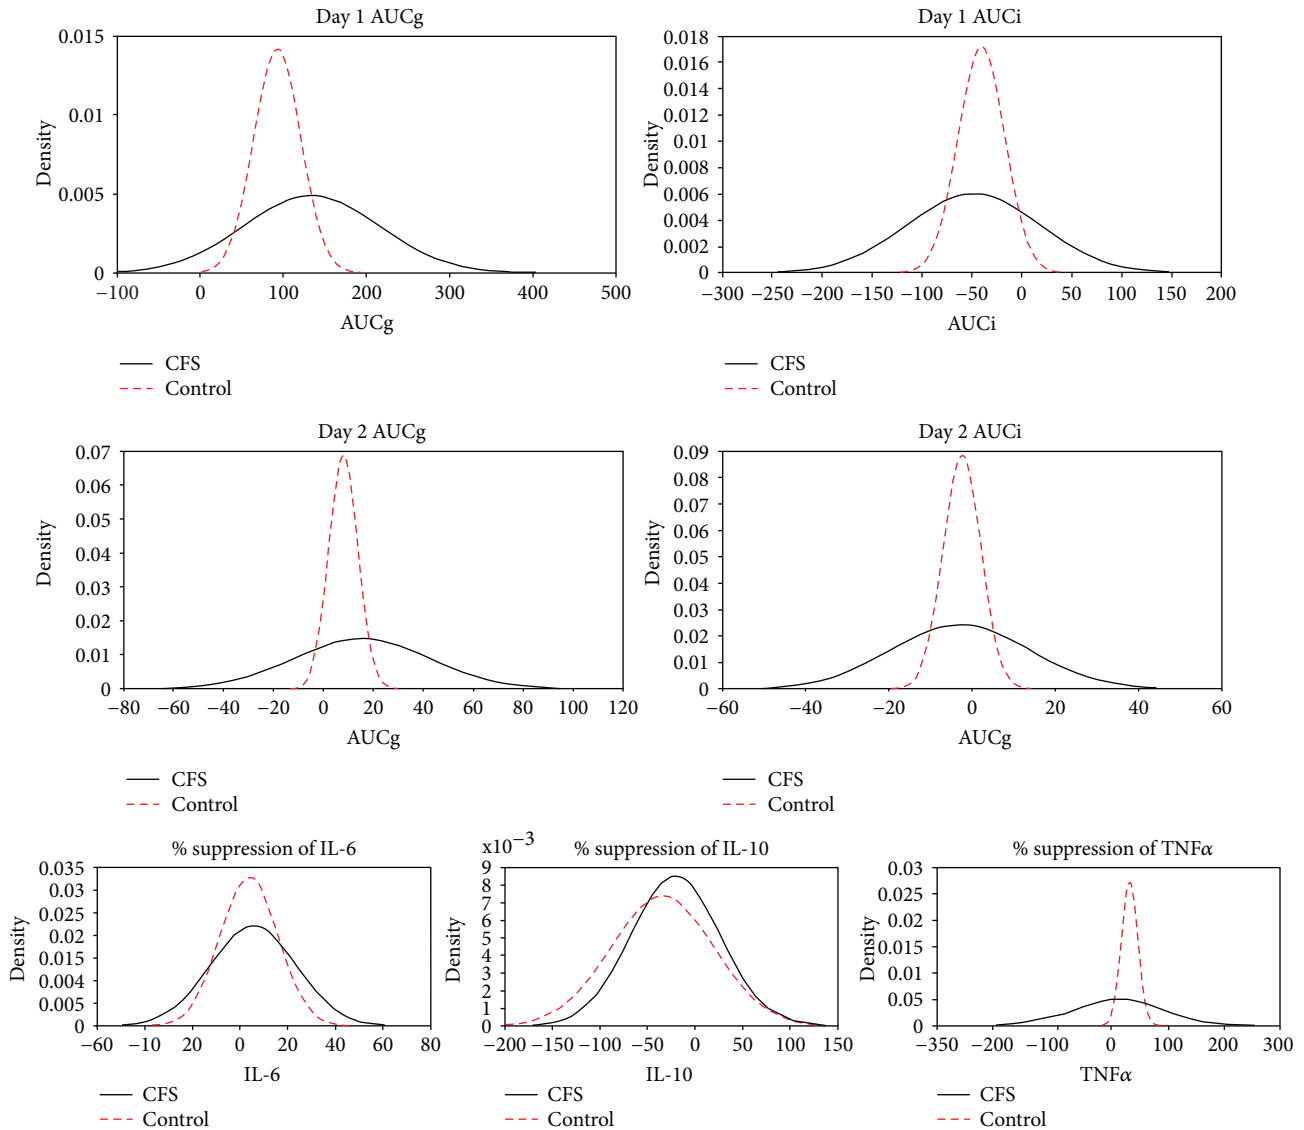 Day 1 AUCg
0.015
0.01
0.005
0
Density
−100 0 100 200 300 400 500
AUCg
CFS
Control
Day 1 AUCi
0.018
0.016
0.014
0.012
0.010
0.008
0.006
0.004
0.002
0
Density
−300 −250 −200 −150 −100 −50 0 50 100 150 200
AUCi
CFS
Control
Day 2 AUCg
0.07
0.06
0.05
0.04
0.03
0.02
0.01
0
Density
−80 −60 −40 −20 0 20 40 60 80 100 120
AUCg
CFS
Control
Day 2 AUCi
0.09
0.08
0.07
0.06
0.05
0.04
0.03
0.02
0.01
0
Density
−60 −40 −20 0 20 40 60
AUCg
CFS
Control
% suppression of IL-6
0.035
0.03
0.025
0.02
0.015
0.004
0.005
0
Density
−60 −10 −20 0 20 40 60 80
IL-6
CFS
Control
x10−3
% suppression of IL-10
9
8
7
6
5
4
3
2
1
0
Density
−200 −150 −100 −50 0 50 100 150
IL-10
CFS
Control
% suppression of TNFα
0.03
0.025
0.02
0.015
0.01
0.005
0
Density
−350 −200 −100 0 100 200 300
TNFα
CFS
Control